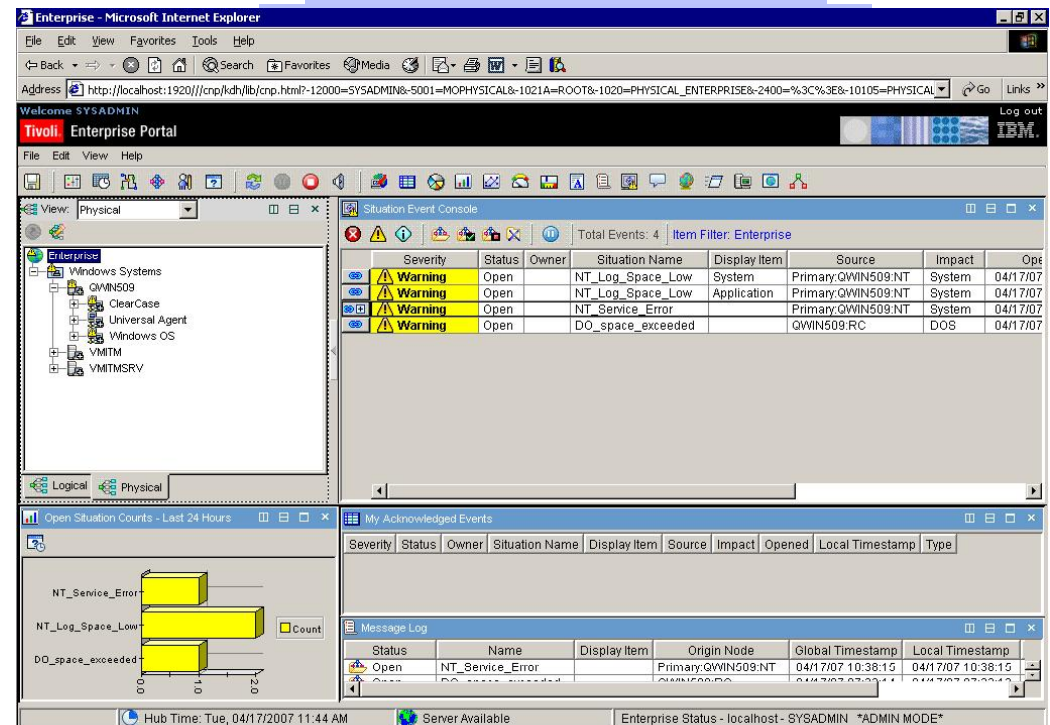 Enterprise - Microsoft Internet Explorer
File Edit View Favorites Tools Help
Back Search Favorites Media
Address http://localhost:1920///cnp/kdh/lib/cnp.html?-12000=SYSADMIN&-5001=MOPHYSICAL&-1021A=ROOT&-1020=PHYSICAL_ENTERPRISE&-2400=%3C%3E&-10105=PHYSICAL Go Links »
Welcome SYSADMIN Log out
Tivoli. Enterprise Portal IBM.
File Edit View Help
View: Physical
Enterprise
Windows Systems
QWIN509
ClearCase
Universal Agent
Windows OS
VMITM
VMITMSRV
Logical Physical
Situation Event Console
Total Events: 4 Item Filter: Enterprise
Severity Status Owner Situation Name Display Item Source Impact Ope
Warning Open NT_Log_Space_Low System Primary:QWIN509:NT System 04/17/07
Warning Open NT_Log_Space_Low Application Primary:QWIN509:NT System 04/17/07
Warning Open NT_Service_Error Primary:QWIN509:NT System 04/17/07
Warning Open DO_space_exceeded QWIN509:RC DOS 04/17/07
Open Situation Counts - Last 24 Hours
NT_Service_Error
NT_Log_Space_Low
DO_space_exceeded
Count
0.0 1.0 2.0
My Acknowledged Events
Severity Status Owner Situation Name Display Item Source Impact Opened Local Timestamp Type
Message Log
Status Name Display Item Origin Node Global Timestamp Local Timestamp
Open NT_Service_Error Primary:QWIN509:NT 04/17/07 10:38:15 04/17/07 10:38:15
Hub Time: Tue, 04/17/2007 11:44 AM Server Available Enterprise Status - localhost - SYSADMIN *ADMIN MODE*